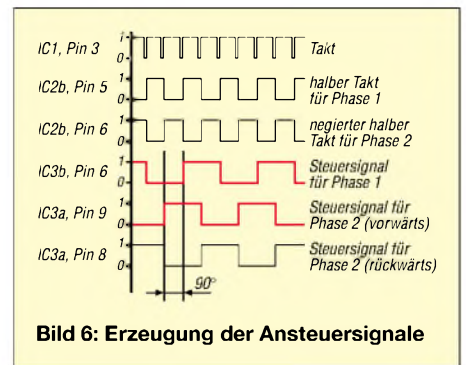 1
IC1, Pin 3
0
Takt
1
IC2b, Pin 5
0
halber Takt
für Phase 1
1
IC2b, Pin 6
0
negierter halber
Takt für Phase 2
1
IC3b, Pin 6
0
Steuersignal
für Phase 1
1
IC3a, Pin 9
0
Steuersignal für
Phase 2 (vorwärts)
1
IC3a, Pin 8
0
Steuersignal für
Phase 2 (rückwärts)
90°
Bild 6: Erzeugung der Ansteuersignale